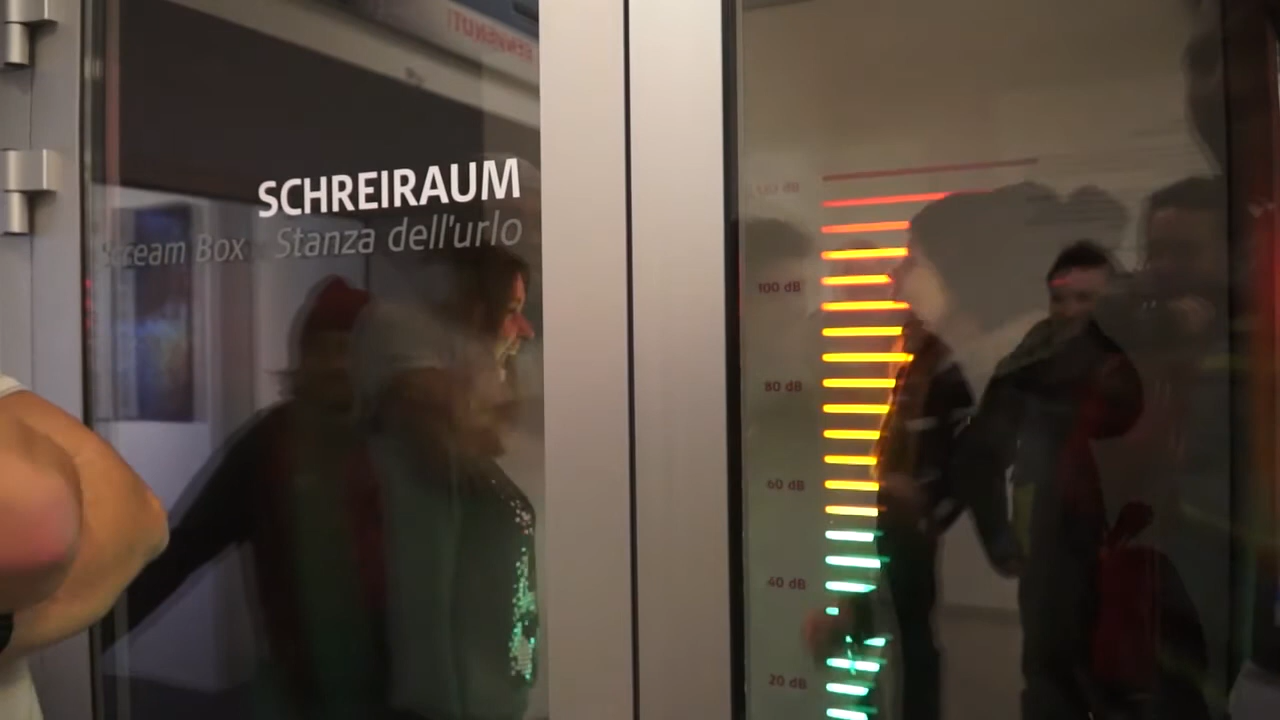 SCHREIRAUM
Scream Box Stanza dell'urlo
100 dB
80 dB
60 dB
40 dB
20 dB